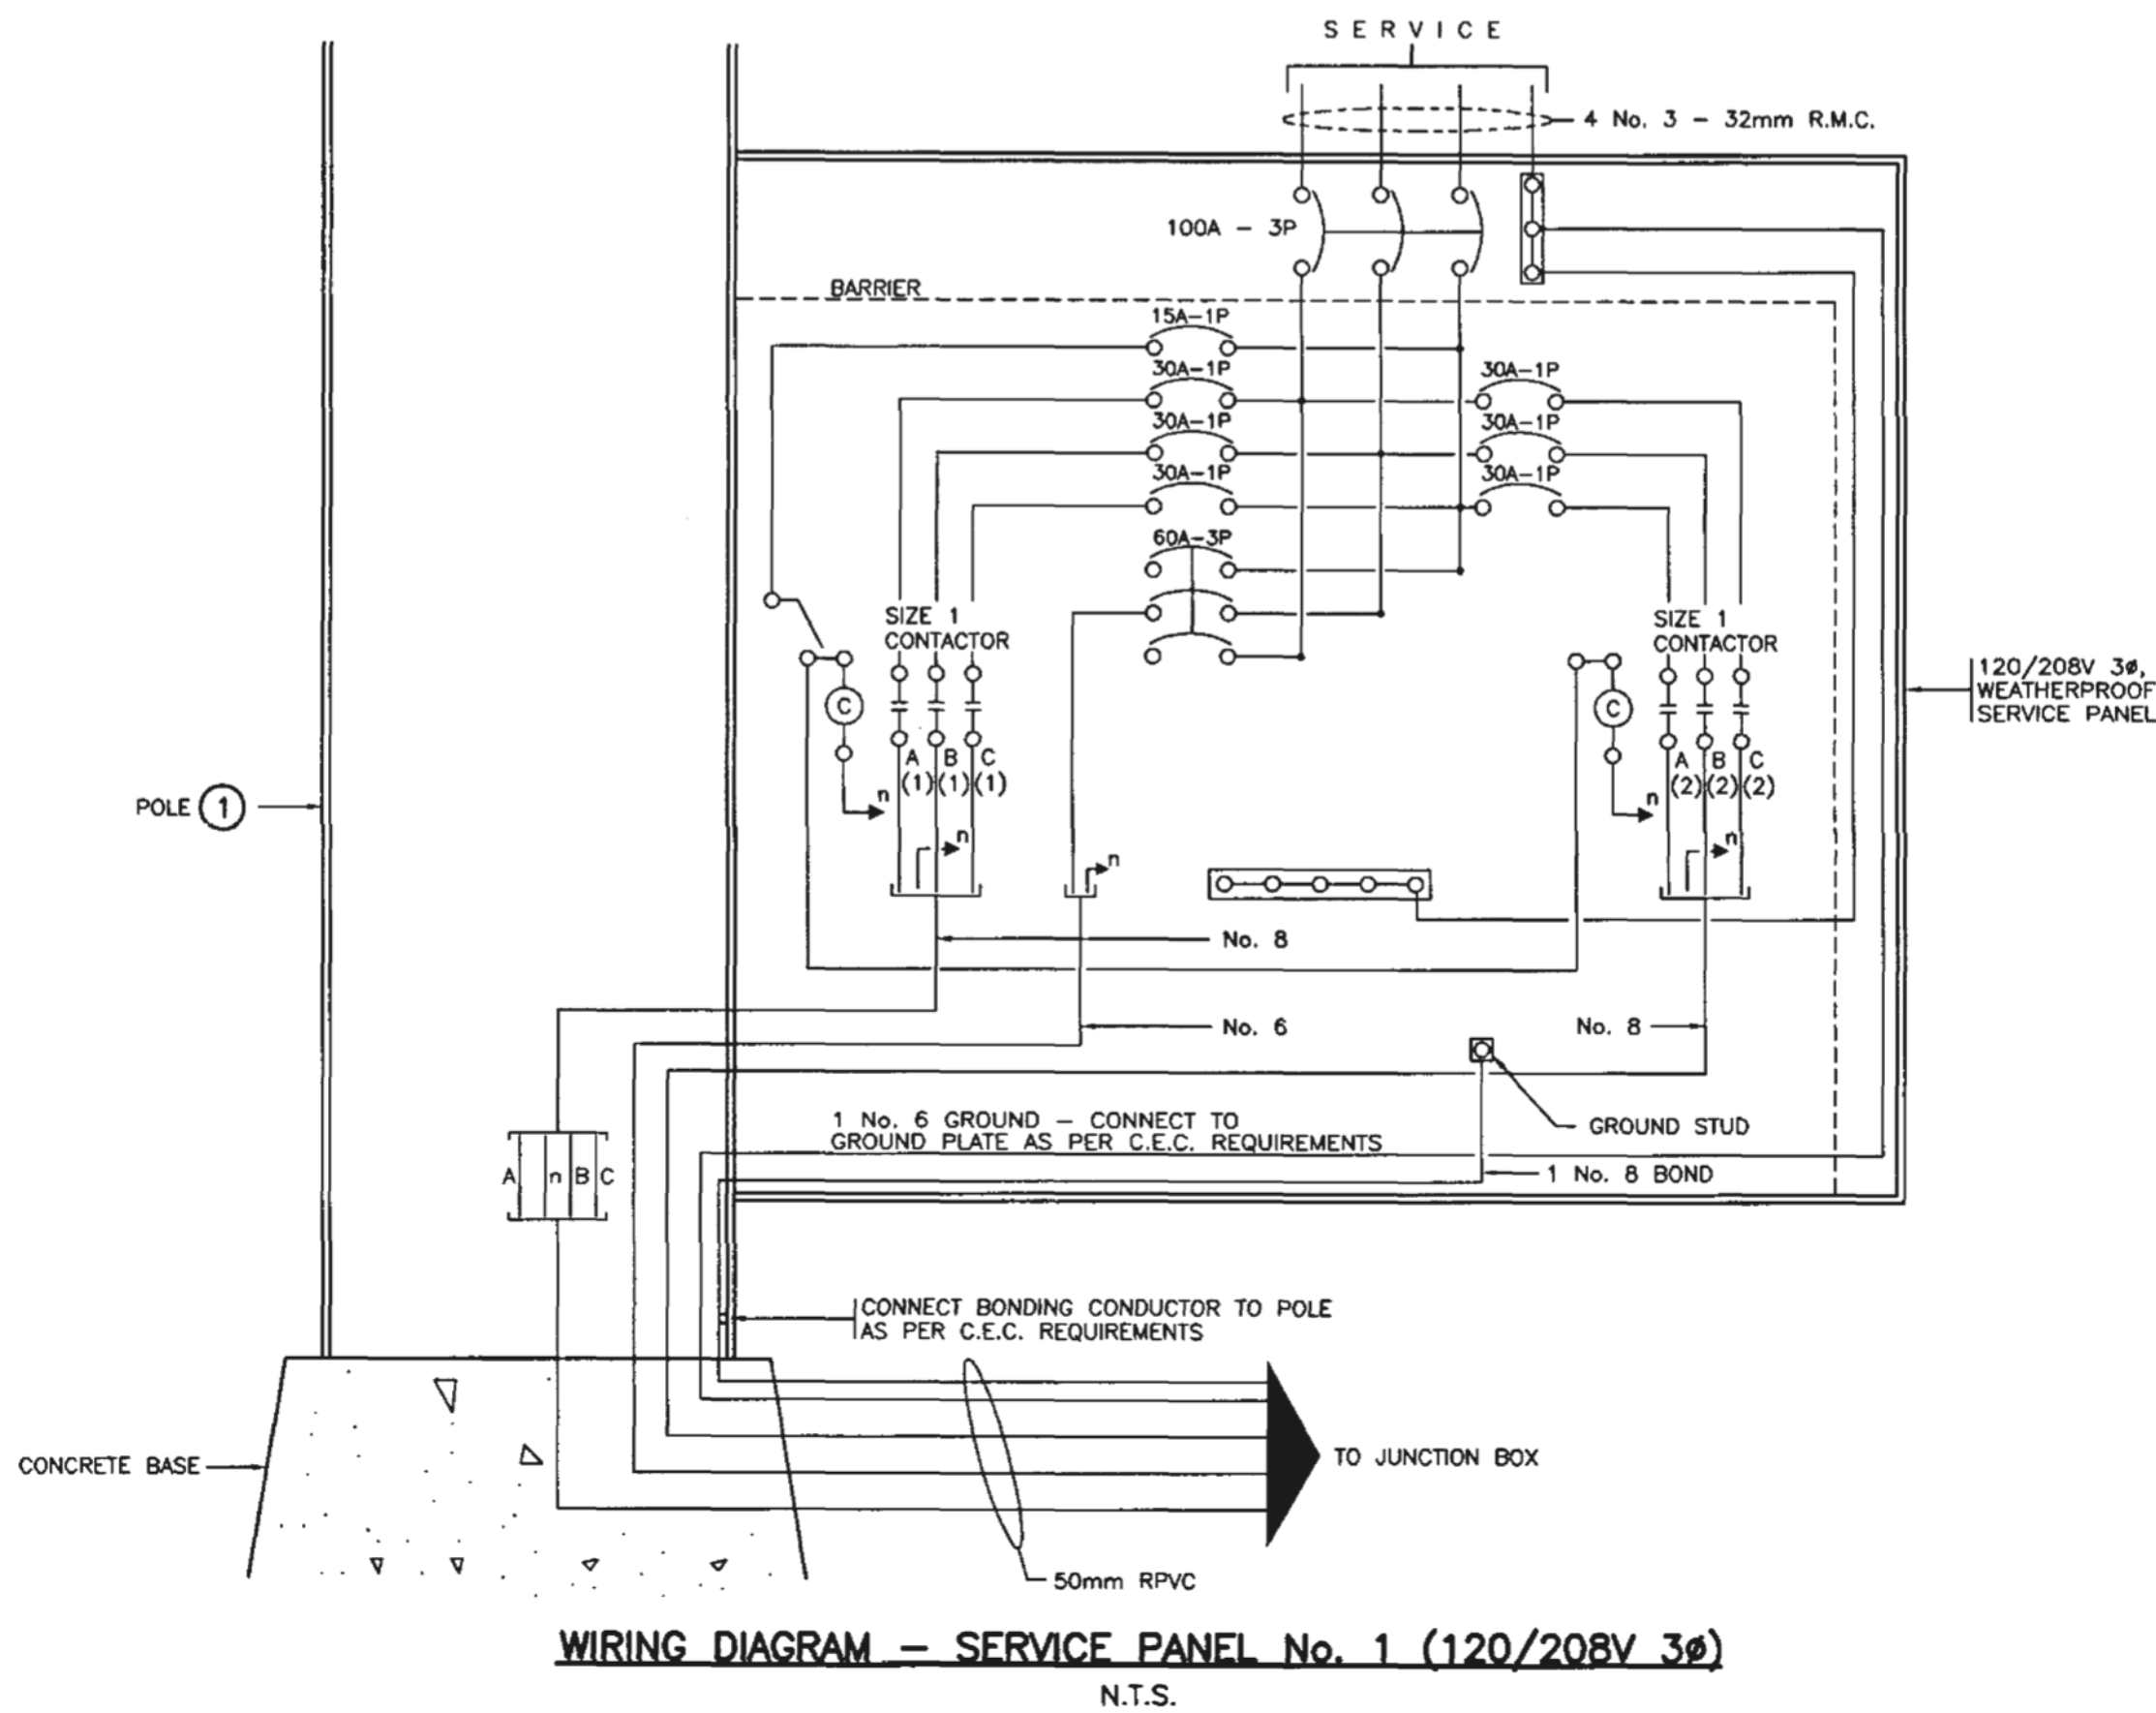 SERVICE
4 No. 3 - 32mm R.M.C.
100A - 3P
BARRIER
15A-1P
30A-1P
30A-1P
30A-1P
30A-1P
30A-1P
30A-1P
60A-3P
SIZE 1
CONTACTOR
SIZE 1
CONTACTOR
120/208V 3ø,
WEATHERPROOF
SERVICE PANEL
C
C
A B C
(1) (1) (1)
A B C
(2) (2) (2)
n
n
POLE 1
n
n
n
No. 8
No. 6
No. 8
1 No. 6 GROUND - CONNECT TO
GROUND PLATE AS PER C.E.C. REQUIREMENTS
GROUND STUD
A n B C
1 No. 8 BOND
CONNECT BONDING CONDUCTOR TO POLE
AS PER C.E.C. REQUIREMENTS
CONCRETE BASE
TO JUNCTION BOX
50mm RPVC
WIRING DIAGRAM - SERVICE PANEL No. 1 (120/208V 3ø)
N.T.S.